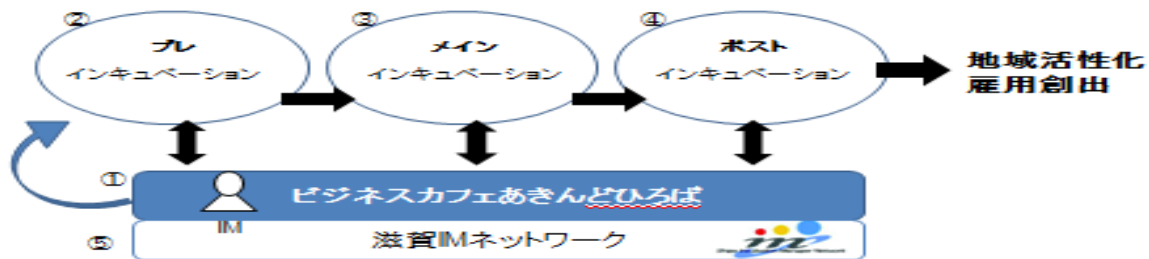 ②
プレ
インキュベーション
③
メイン
インキュベーション
④
ポスト
インキュベーション
地域活性化
雇用創出
①
IM
ビジネスカフェあきんどひろば
⑤
滋賀IMネットワーク
im